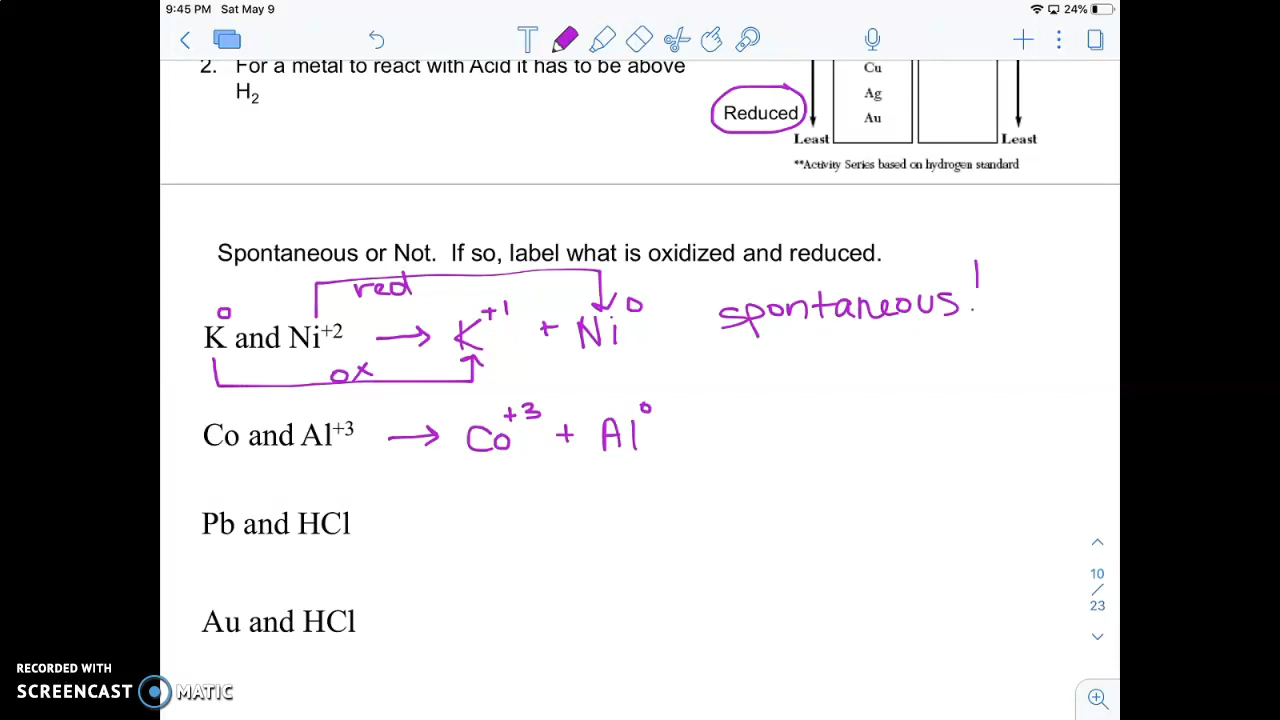 9:45 PM Sat May 9
24%
2. For a metal to react with Acid it has to be above
H2
Cu
Ag
Au
Reduced
Least
Least
**Activity Series based on hydrogen standard
Spontaneous or Not. If so, label what is oxidized and reduced.
red
K and Ni+2 → K+1 + Ni0 spontaneous!
0
ox
Co and Al+3 → Co+3 + Al0
Pb and HCl
Au and HCl
10
/
23
RECORDED WITH
SCREENCAST MATIC